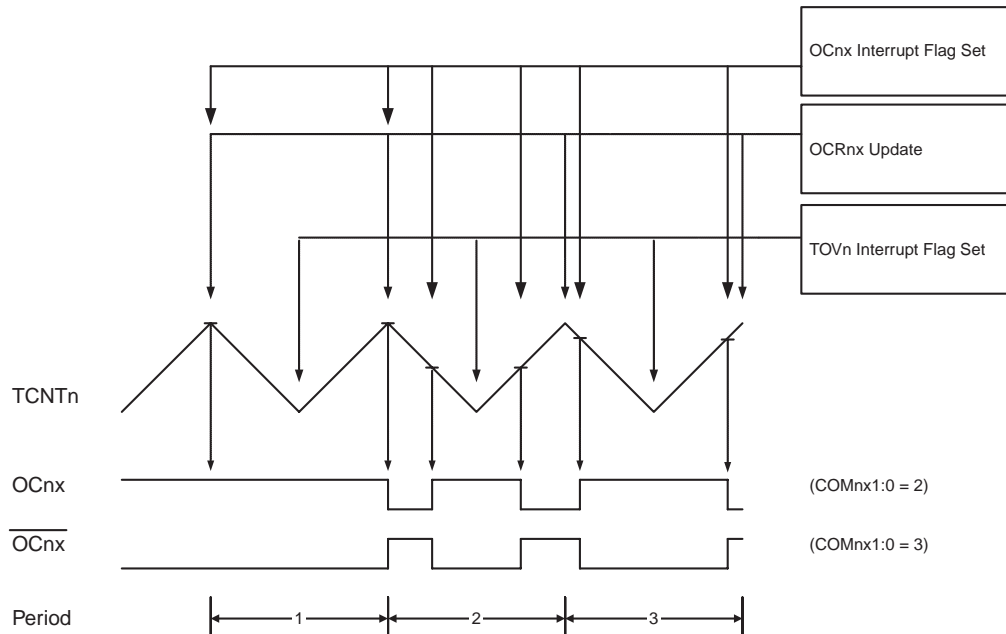 OCnx Interrupt Flag Set
OCRnx Update
TOVn Interrupt Flag Set
TCNTn
OCnx
(COMnx1:0 = 2)
OCnx
(COMnx1:0 = 3)
Period
1
2
3